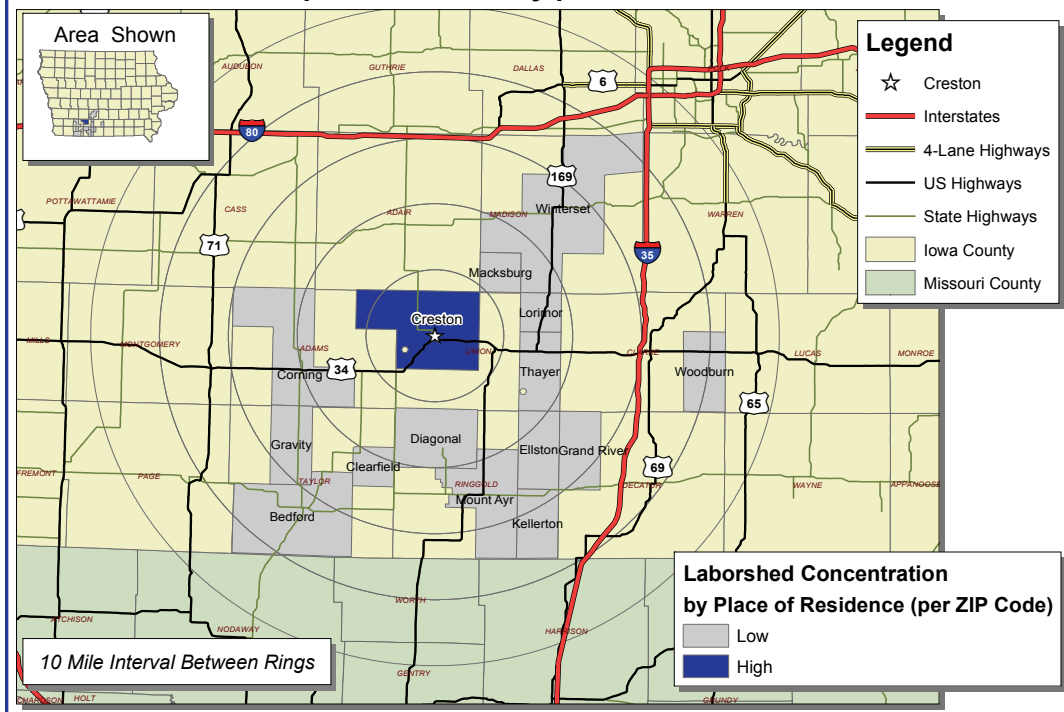 Area Shown
AUDUBON
GUTHRIE
DALLAS
6
80
169
POTTAWATTAMIE
CASS
ADAIR
MADISON
Winterset
WARREN
71
35
Macksburg
Lorimor
Creston
MILLS
MONTGOMERY
ADAMS
UNION
CLARKE
LUCAS
MONROE
34
Corning
Thayer
Woodburn
65
Gravity
Diagonal
Ellston
Grand River
Clearfield
69
FREMONT
PAGE
TAYLOR
RINGGOLD
DECATUR
WAYNE
APPANOOSE
Mount Ayr
Bedford
Kellerton
WORTH
ATCHISON
NODAWAY
HARRISON
GENTRY
HOLT
GRUNDY
10 Mile Interval Between Rings
Legend
Creston
Interstates
4-Lane Highways
US Highways
State Highways
Iowa County
Missouri County
Laborshed Concentration
by Place of Residence (per ZIP Code)
Low
High